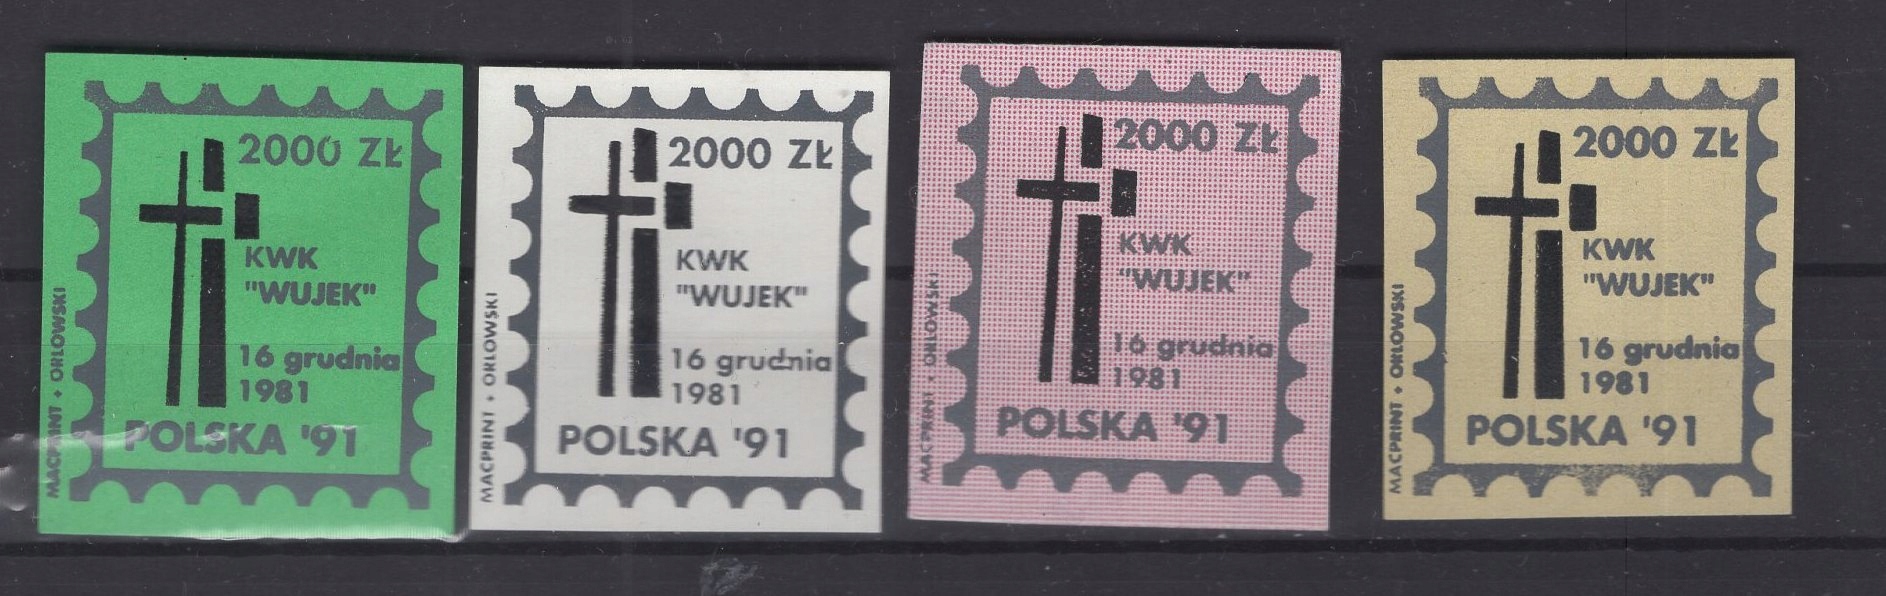 2000 ZŁ
KWK
"WUJEK"
16 grudnia
1981
POLSKA '91
MACPRINT + ORŁOWSKI
2000 ZŁ
KWK
"WUJEK"
16 grudnia
1981
POLSKA '91
MACPRINT + ORŁOWSKI
2000 ZŁ
KWK
"WUJEK"
16 grudnia
1981
POLSKA '91
MACPRINT + ORŁOWSKI
2000 ZŁ
KWK
"WUJEK"
16 grudnia
1981
POLSKA '91
MACPRINT + ORŁOWSKI